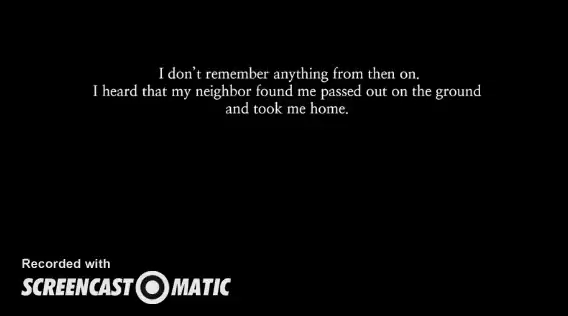 I don't remember anything from then on.
I heard that my neighbor found me passed out on the ground
and took me home.
Recorded with
SCREENCAST O MATIC